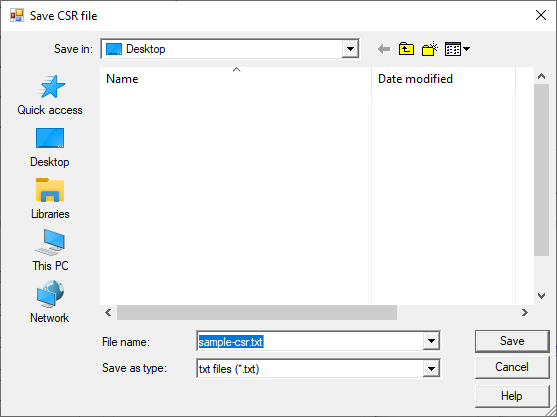 Save CSR file
Save in:
Desktop
Name
Date modified
Quick access
Desktop
Libraries
This PC
Network
File name:
sample-csr.txt
Save
Save as type:
txt files (*.txt)
Cancel
Help